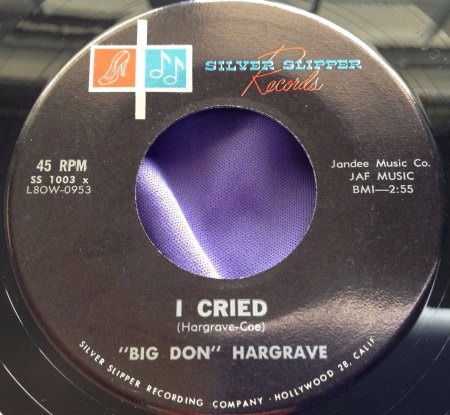 SILVER SLIPPER
Records
45 RPM
SS 1003 x
L8OW-0953
Jandee Music Co.
JAF MUSIC
BMI—2:55
I CRIED
(Hargrave-Coe)
"BIG DON" HARGRAVE
SILVER SLIPPER RECORDING COMPANY · HOLLYWOOD 28, CALIF.